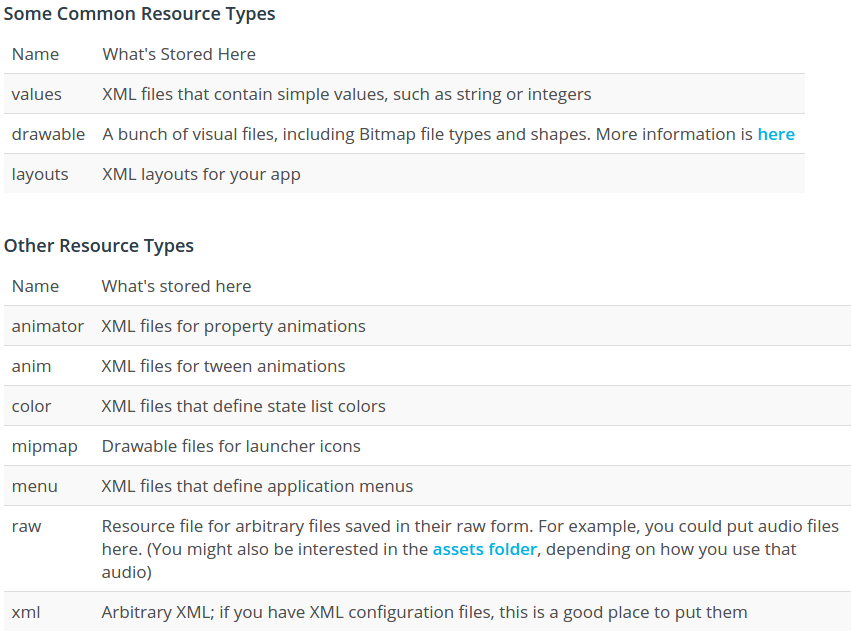 Some Common Resource Types
Name What's Stored Here
values XML files that contain simple values, such as string or integers
drawable A bunch of visual files, including Bitmap file types and shapes. More information is here
layouts XML layouts for your app
Other Resource Types
Name What's stored here
animator XML files for property animations
anim XML files for tween animations
color XML files that define state list colors
mipmap Drawable files for launcher icons
menu XML files that define application menus
raw Resource file for arbitrary files saved in their raw form. For example, you could put audio files
here. (You might also be interested in the assets folder, depending on how you use that
audio)
xml Arbitrary XML; if you have XML configuration files, this is a good place to put them